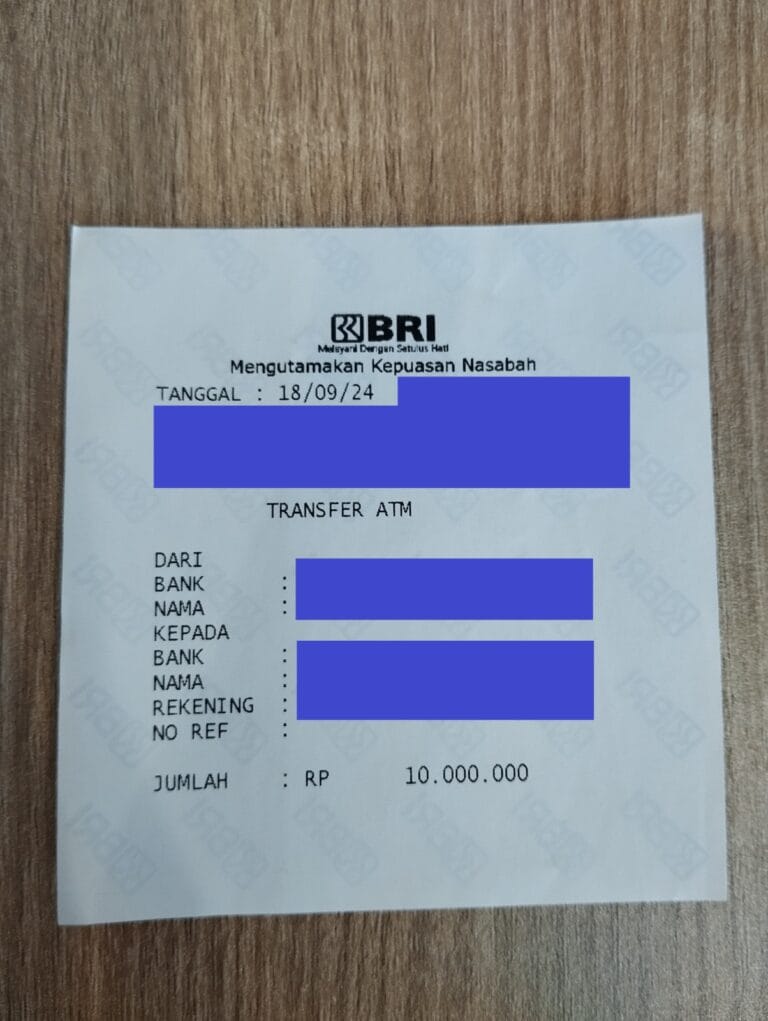 BRI
Melayani Dengan Setulus Hati
Mengutamakan Kepuasan Nasabah
TANGGAL : 18/09/24
TRANSFER ATM
DARI
BANK :
NAMA :
KEPADA
BANK :
NAMA :
REKENING :
NO REF :
JUMLAH : RP 10.000.000